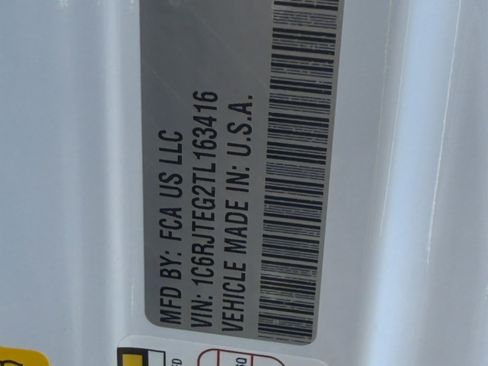 MFD BY: FCA US LLC
VIN: 1C6RJTEG2TL163416
VEHICLE MADE IN: U.S.A.